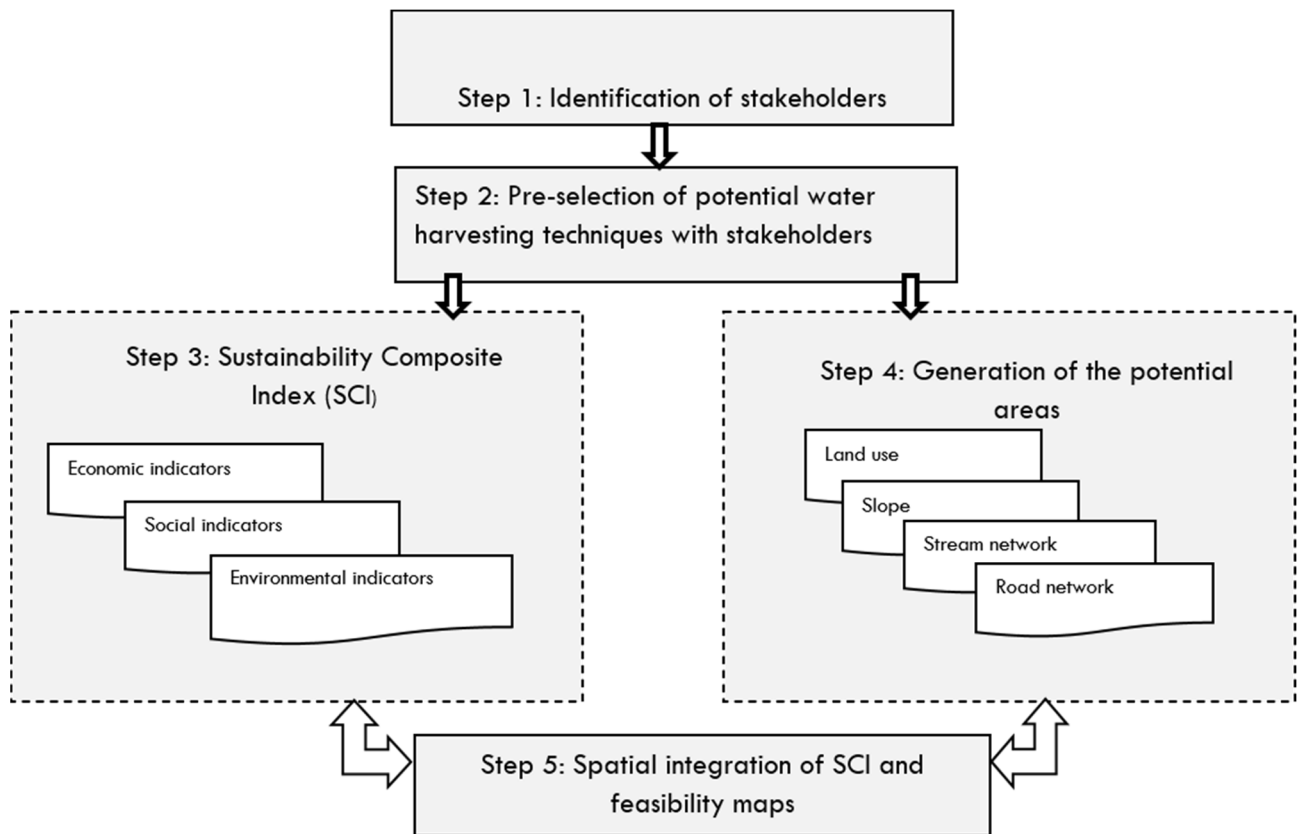 Step 1: Identification of stakeholders
Step 2: Pre-selection of potential water
harvesting techniques with stakeholders
Step 3: Sustainability Composite
Index (SCI)
Economic indicators
Social indicators
Environmental indicators
Step 4: Generation of the potential
areas
Land use
Slope
Stream network
Road network
Step 5: Spatial integration of SCI and
feasibility maps